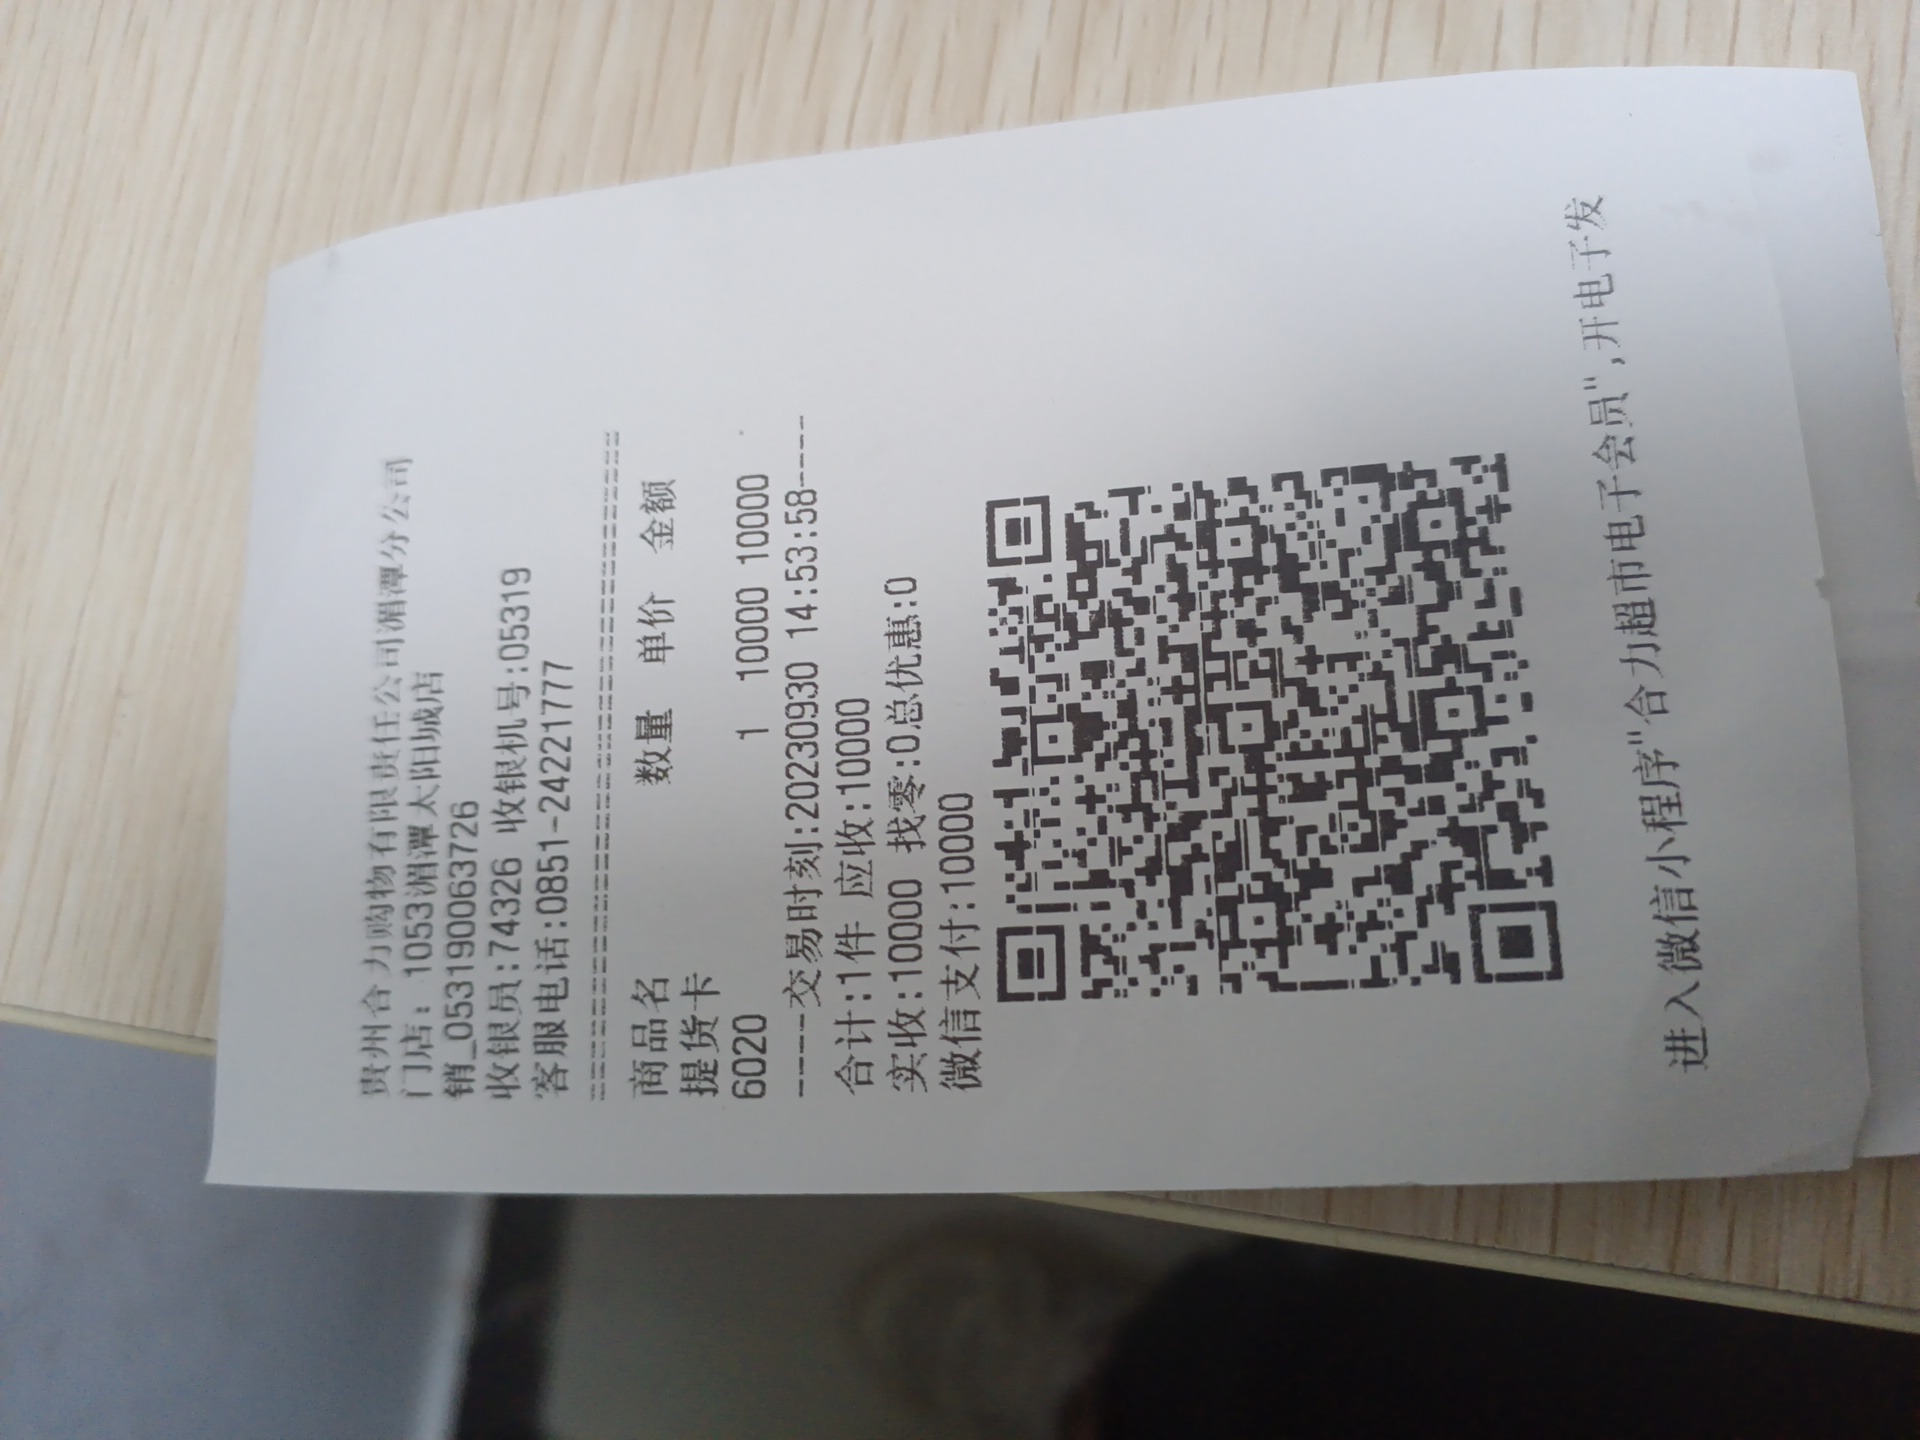 贵州合力购物有限责任公司湄潭分公司
门店: 1053湄潭太阳城店
销_053190063726
收银员:74326 收银机号:05319
客服电话:0851-24221777
================================
商品名 数量 单价 金额
提货卡
6020 1 10000 10000
----交易时刻:20230930 14:53:58----
合计:1件 应收:10000
实收:10000 找零:0总优惠:0
微信支付:10000
进入微信小程序"合力超市电子会员",开电子发